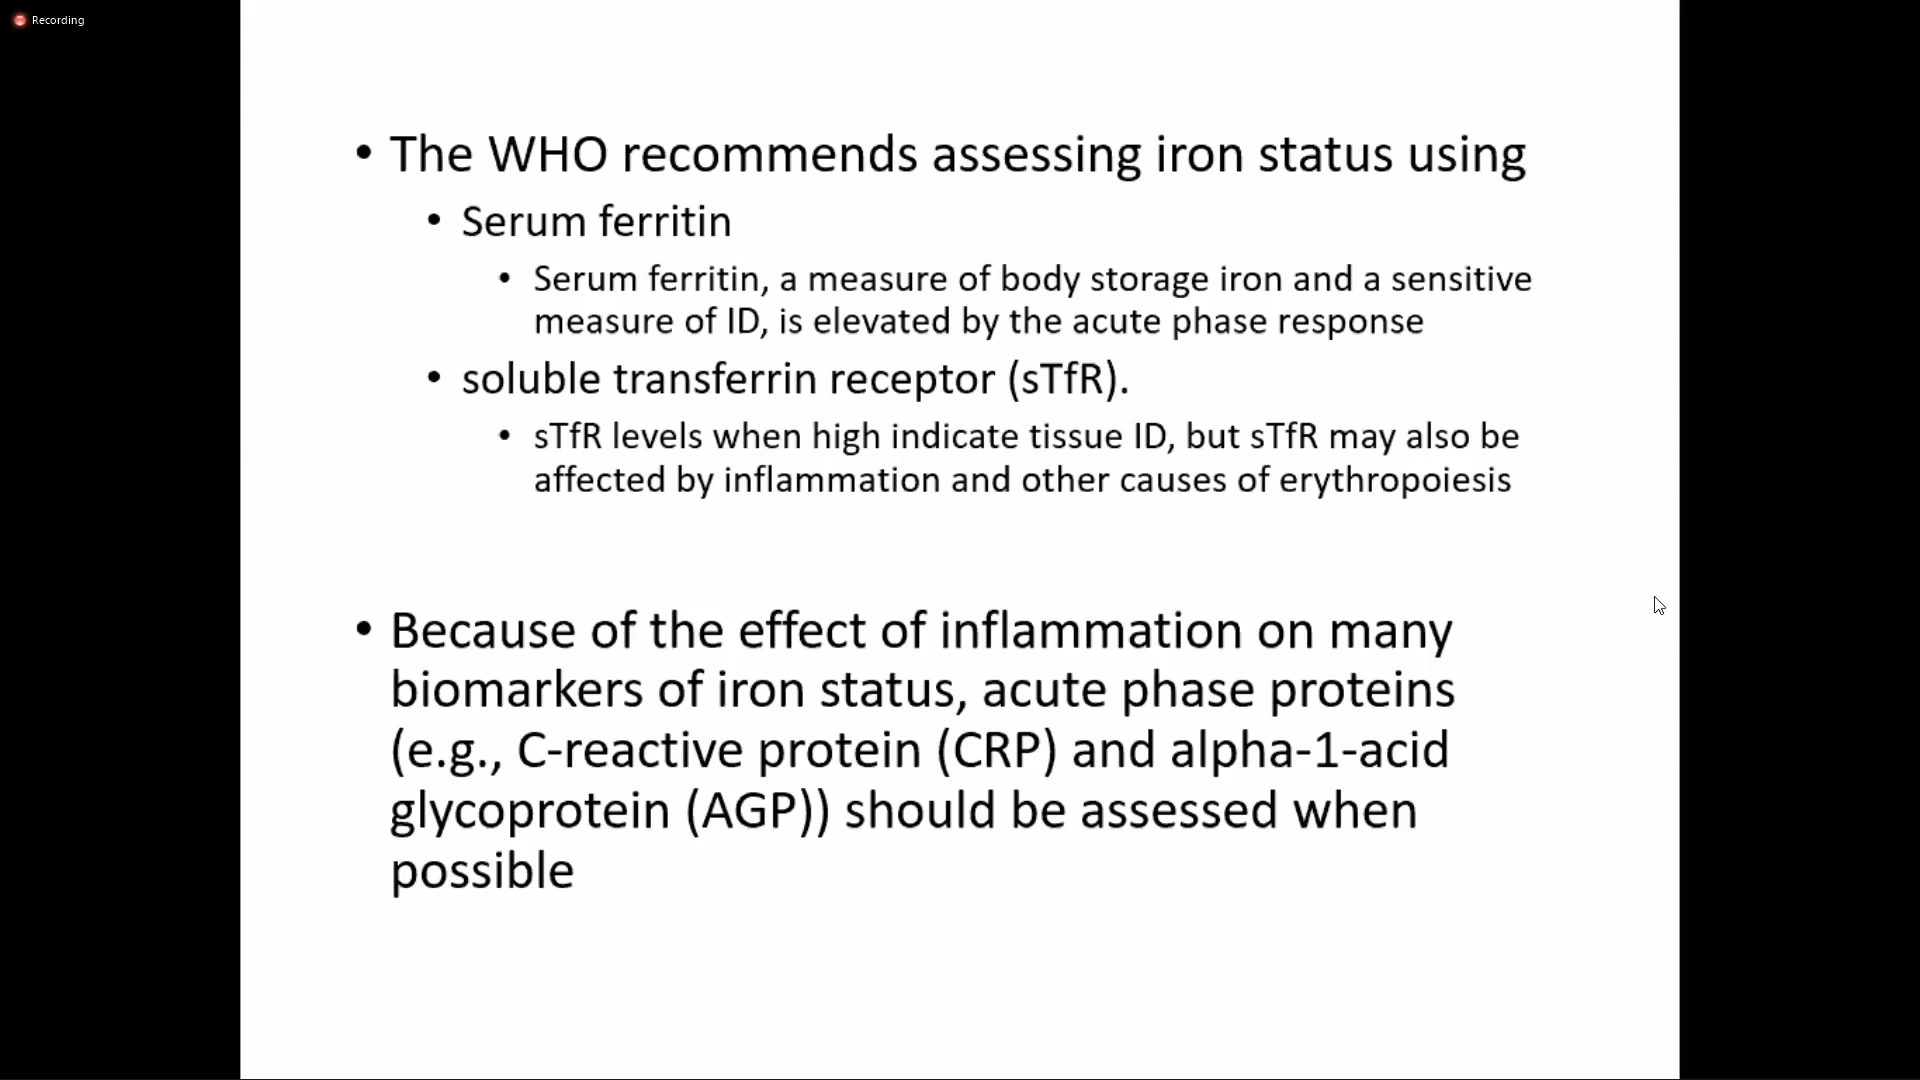 Recording
• The WHO recommends assessing iron status using
• Serum ferritin
• Serum ferritin, a measure of body storage iron and a sensitive
measure of ID, is elevated by the acute phase response
• soluble transferrin receptor (sTfR).
• sTfR levels when high indicate tissue ID, but sTfR may also be
affected by inflammation and other causes of erythropoiesis
• Because of the effect of inflammation on many
biomarkers of iron status, acute phase proteins
(e.g., C-reactive protein (CRP) and alpha-1-acid
glycoprotein (AGP)) should be assessed when
possible